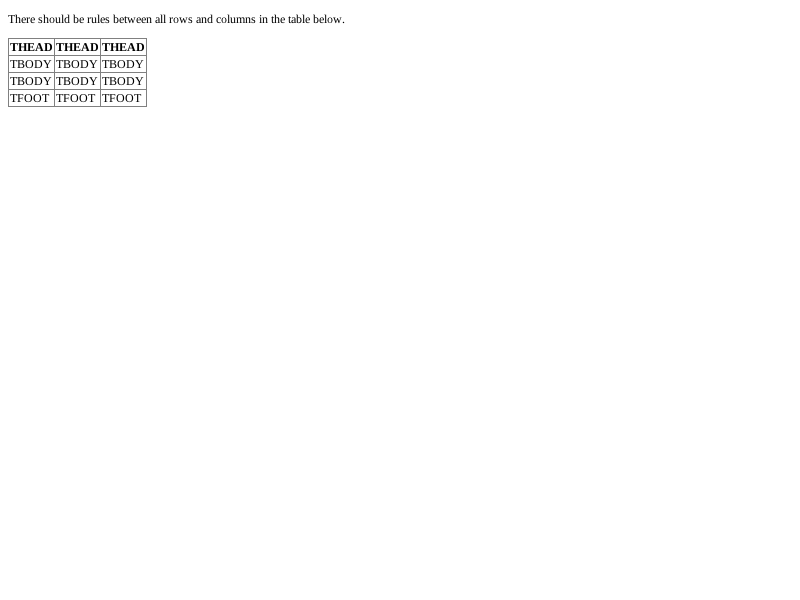 There should be rules between all rows and columns in the table below.
THEAD THEAD THEAD
TBODY TBODY TBODY
TBODY TBODY TBODY
TFOOT TFOOT TFOOT